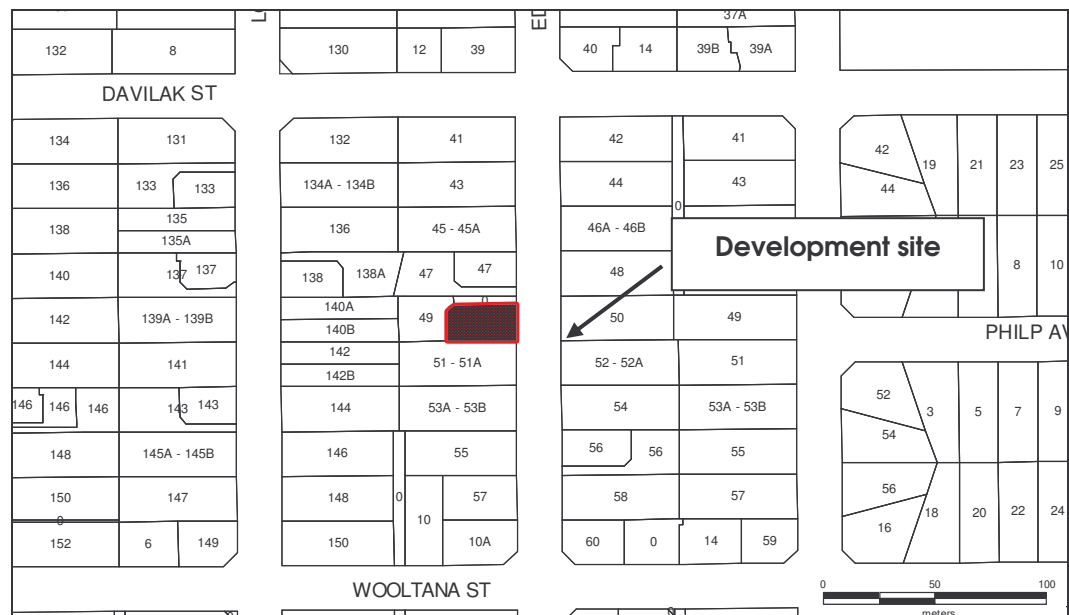 37A
132 8 130 12 39 40 14 39B 39A
DAVILAK ST
134 131 132 41 42 41 42 19 21 23 25
136 133 133 134A - 134B 43 44 43 44
138 135 136 45 - 45A 46A - 46B 0
135A
Development site
140 137 137 138 138A 47 47 48 8 10
0
142 139A - 139B 140A 49 50 49
140B
PHILP AV
144 141 142 51 - 51A 52 - 52A 51
142B
146 146 146 143 143 144 53A - 53B 54 53A - 53B 52 3 5 7 9
54
148 145A - 145B 146 55 56 56 55
150 147 148 0 10 57 58 57 56 18 20 22 24
0
16
152 6 149 150 10A 60 0 14 59
WOOLTANA ST
0 50 100
meters